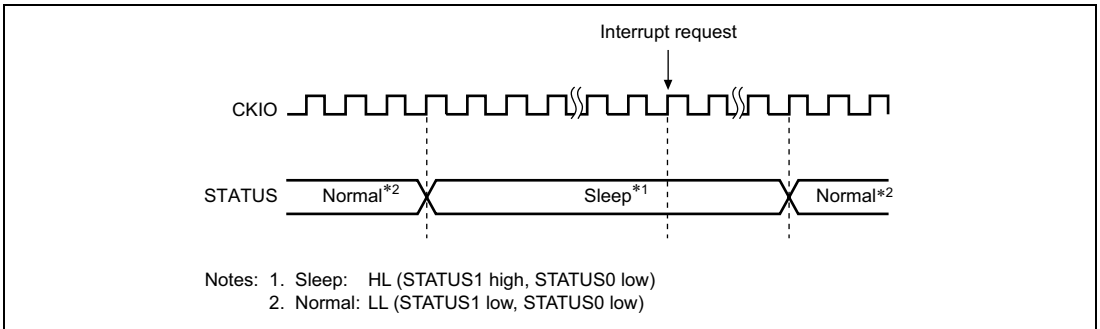 Interrupt request
CKIO
STATUS Normal*2 Sleep*1 Normal*2
Notes: 1. Sleep: HL (STATUS1 high, STATUS0 low)
2. Normal: LL (STATUS1 low, STATUS0 low)